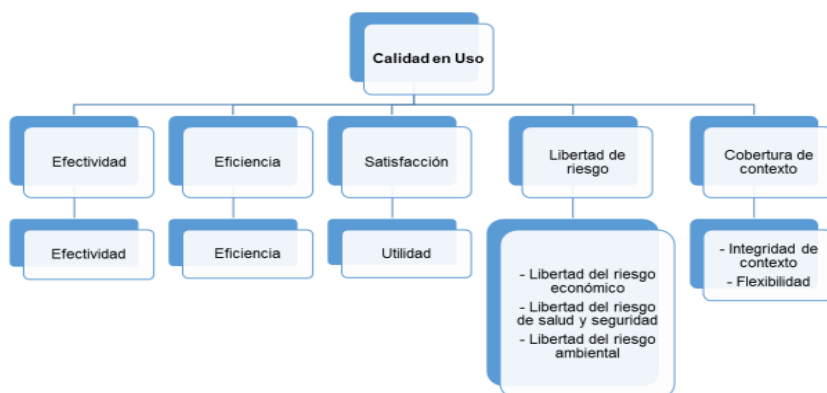 Calidad en Uso
Efectividad
Eficiencia
Satisfacción
Libertad de
riesgo
Cobertura de
contexto
Efectividad
Eficiencia
Utilidad
- Libertad del riesgo
económico
- Libertad del riesgo
de salud y seguridad
- Libertad del riesgo
ambiental
- Integridad de
contexto
- Flexibilidad